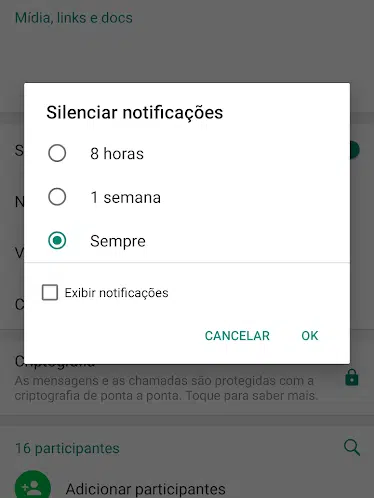 Mídia, links e docs
Silenciar notificações
8 horas
1 semana
Sempre
Exibir notificações
CANCELAR OK
Criptografia
As mensagens e as chamadas são protegidas com a
criptografia de ponta a ponta. Toque para saber mais.
16 participantes
Adicionar participantes